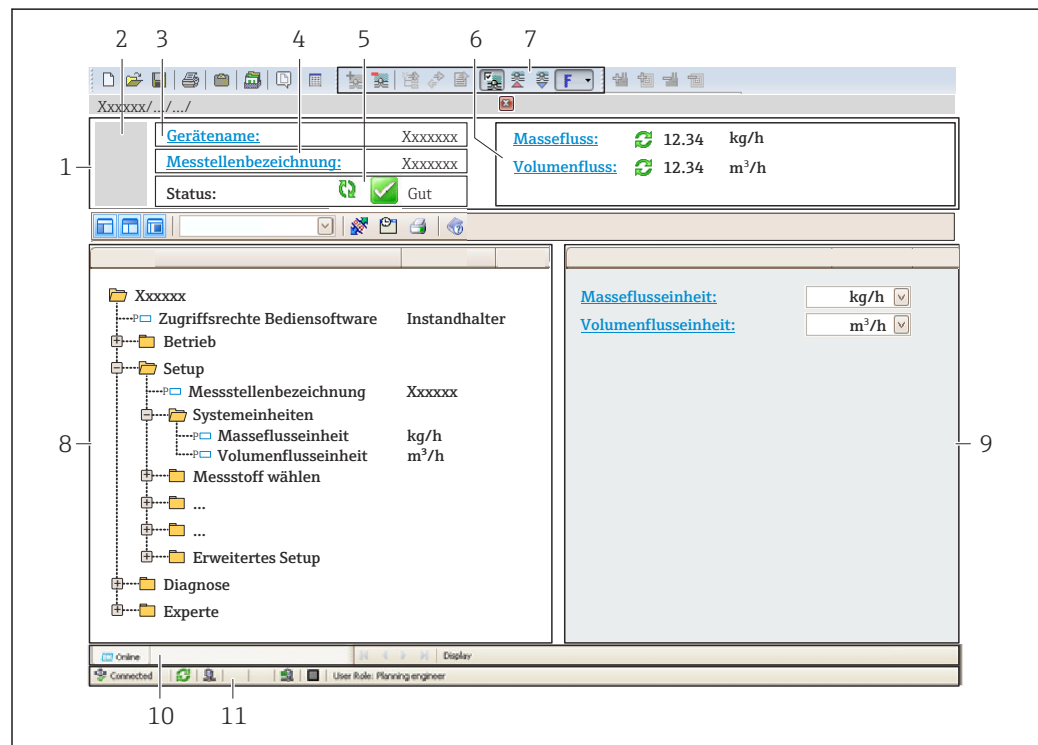 2 3 4 5 6 7
F
Xxxxxx/.../.../
1
Gerätename: Xxxxxxx
Messtellenbezeichnung: Xxxxxxx
Status: Gut
Massefluss: 12.34 kg/h
Volumenfluss: 12.34 m³/h
Xxxxxx
P Zugriffsrechte Bediensoftware Instandhalter
Betrieb
Setup
P Messstellenbezeichnung Xxxxxx
Systemeinheiten
P Masseflusseinheit kg/h
P Volumenflusseinheit m³/h
Messstoff wählen
...
...
Erweitertes Setup
Diagnose
Experte
8
Masseflusseinheit: kg/h
Volumenflusseinheit: m³/h
9
Online Display
Connected User Role: Planning engineer
10 11